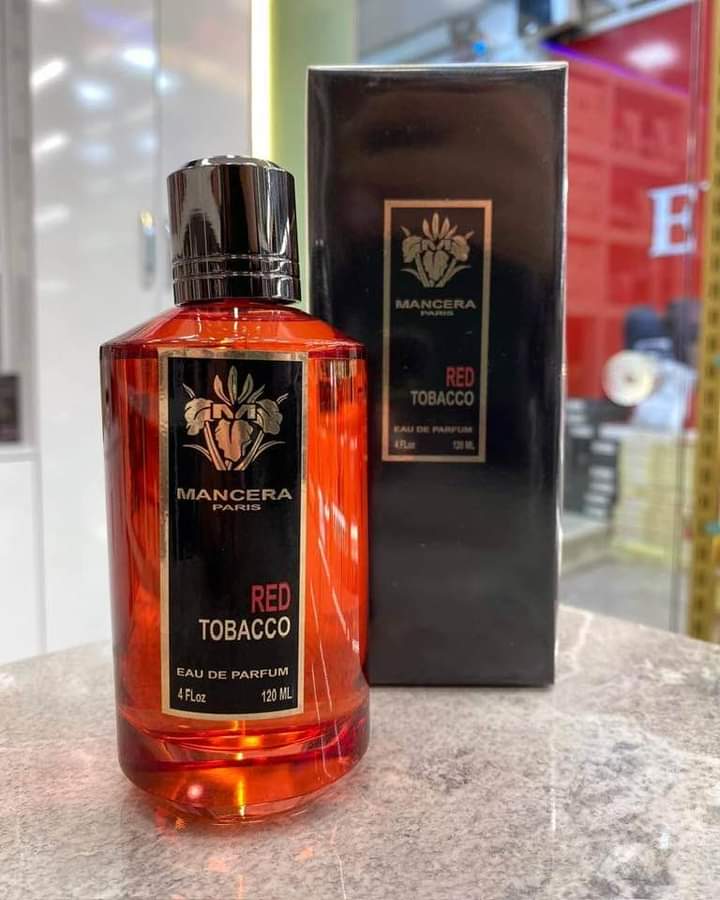 M
MANCERA
PARIS
RED
TOBACCO
EAU DE PARFUM
4 FLoz 120 ML
M
MANCERA
PARIS
RED
TOBACCO
EAU DE PARFUM
4 FLoz 120 ML
E